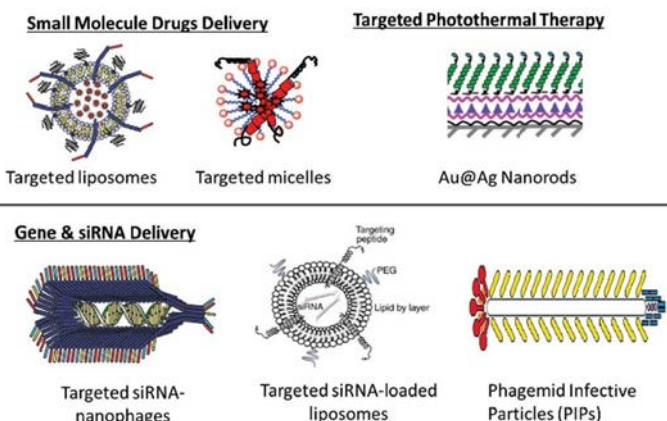 Small Molecule Drugs Delivery
Targeted Photothermal Therapy
Targeted liposomes
Targeted micelles
Au@Ag Nanorods
Gene & siRNA Delivery
Targeting
peptide
PEG
siRNA
Lipid by layer
Targeted siRNA-
nanophages
Targeted siRNA-loaded
liposomes
Phagemid Infective
Particles (PIPs)